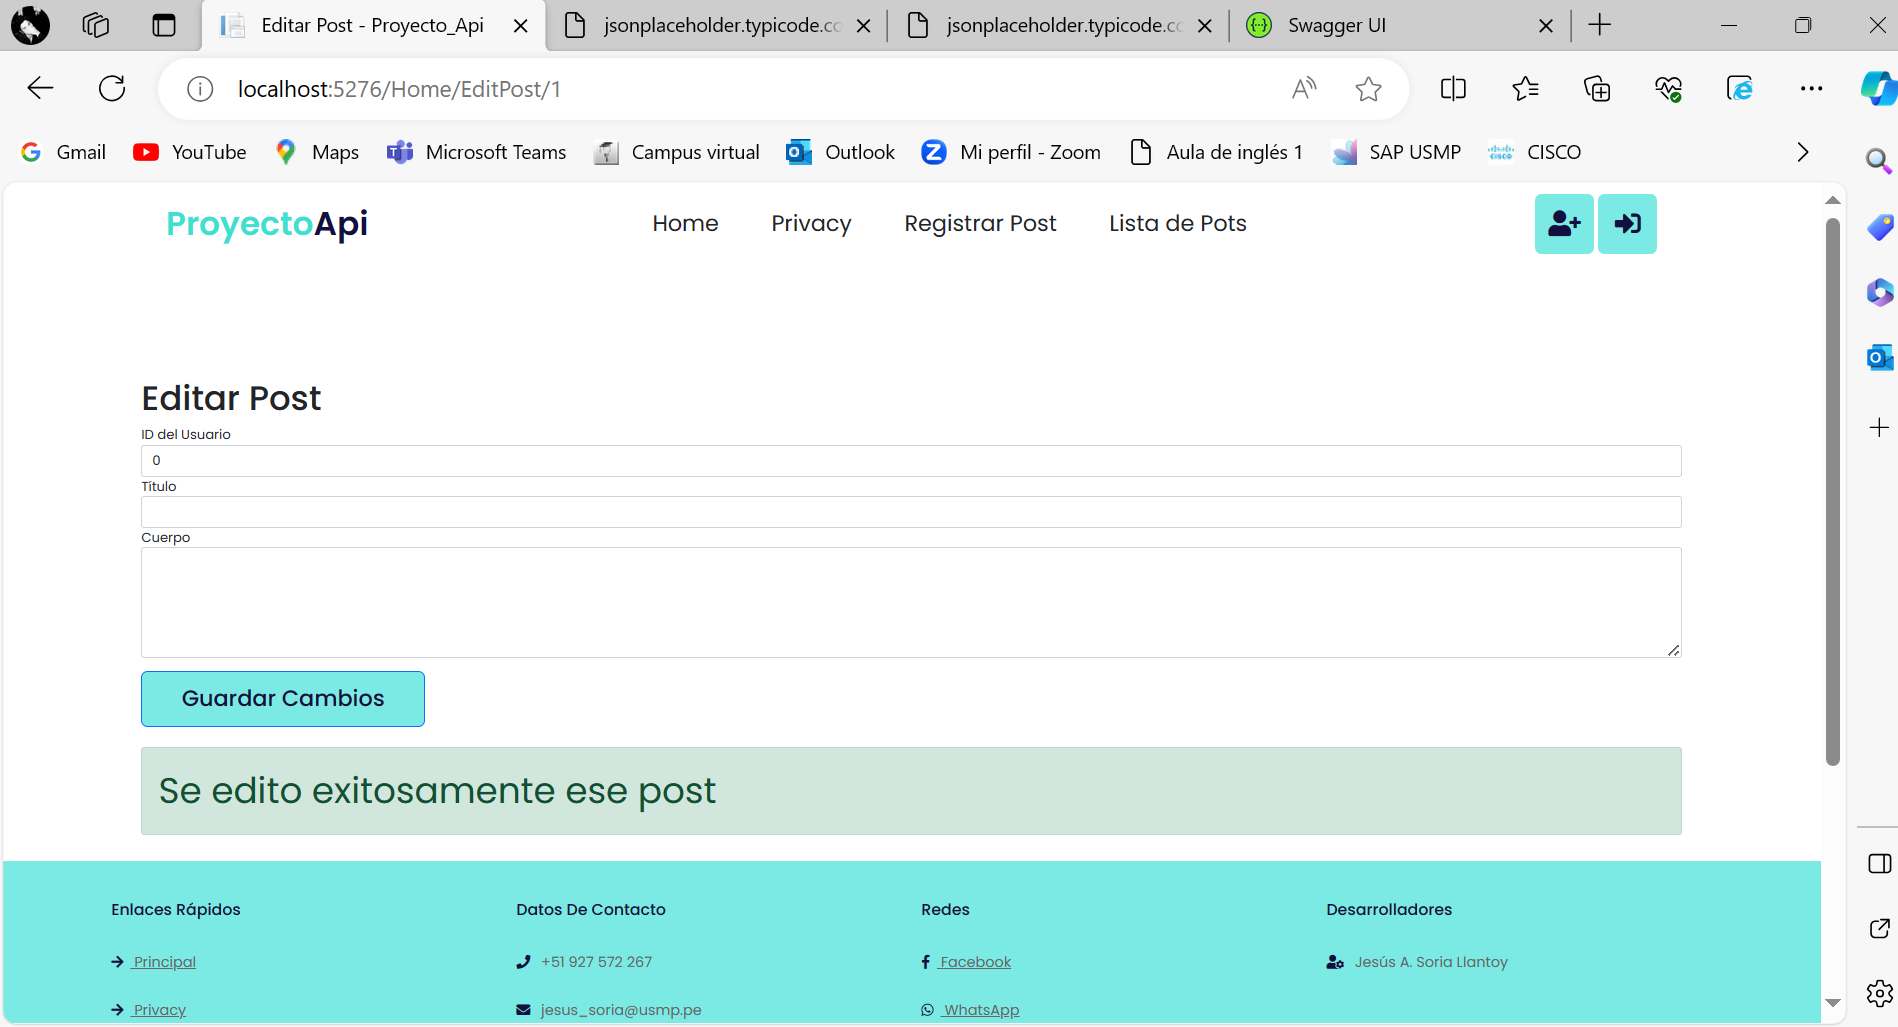 Editar Post - Proyecto_Api
jsonplaceholder.typicode.co
jsonplaceholder.typicode.cc
Swagger UI
localhost:5276/Home/EditPost/1
Gmail
YouTube
Maps
Microsoft Teams
Campus virtual
Outlook
Mi perfil - Zoom
Aula de inglés 1
SAP USMP
CISCO
ProyectoApi
Home
Privacy
Registrar Post
Lista de Pots
Editar Post
ID del Usuario
0
Título
Cuerpo
Guardar Cambios
Se edito exitosamente ese post
Enlaces Rápidos
Datos De Contacto
Redes
Desarrolladores
Principal
+51 927 572 267
Facebook
Jesús A. Soria Llantoy
Privacy
jesus_soria@usmp.pe
WhatsApp